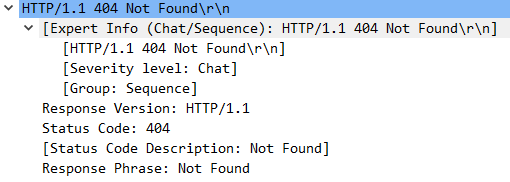 HTTP/1.1 404 Not Found\r\n
[Expert Info (Chat/Sequence): HTTP/1.1 404 Not Found\r\n]
[HTTP/1.1 404 Not Found\r\n]
[Severity level: Chat]
[Group: Sequence]
Response Version: HTTP/1.1
Status Code: 404
[Status Code Description: Not Found]
Response Phrase: Not Found